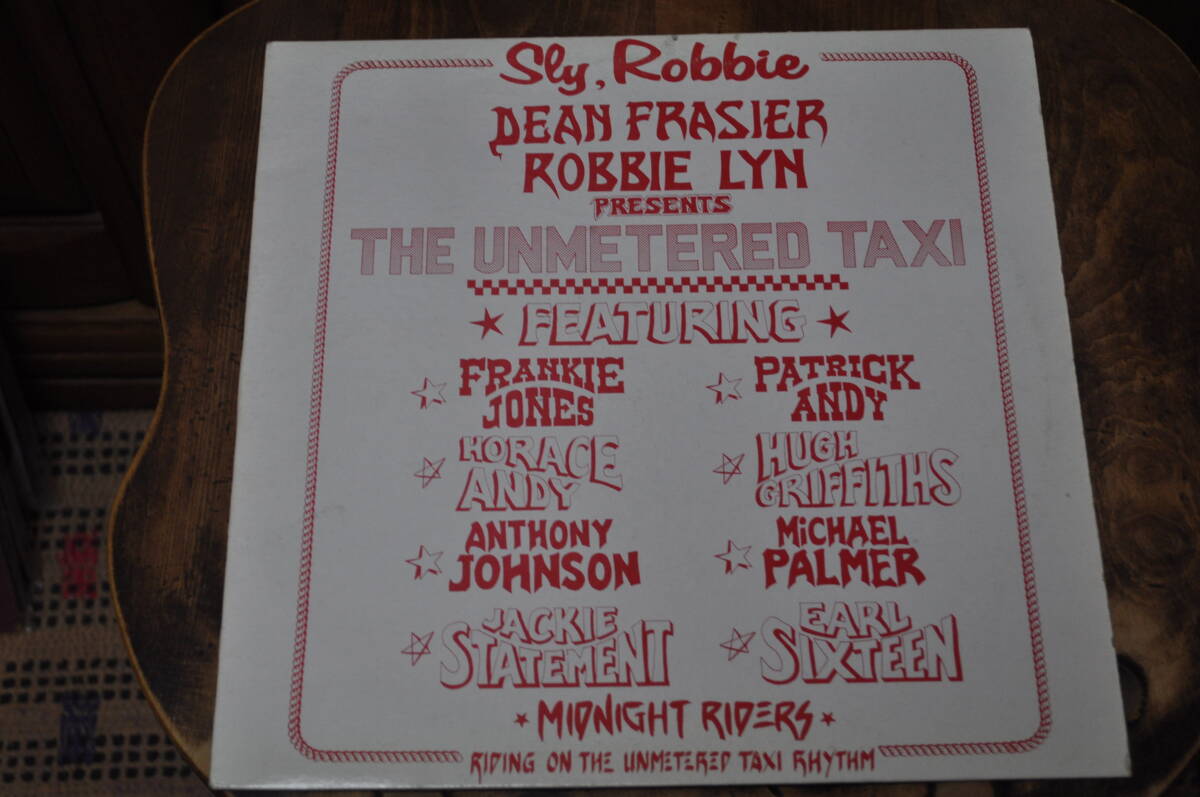 Sly, Robbie
DEAN FRASIER
ROBBIE LYN
PRESENTS
THE UNMETERED TAXI
FEATURING
FRANKIE JONES
PATRICK ANDY
HORACE ANDY
HUGH GRIFFITHS
ANTHONY JOHNSON
MICHAEL PALMER
JACKIE STATEMENT
EARL SIXTEEN
MIDNIGHT RIDERS
RIDING ON THE UNMETERED TAXI RHYTHM